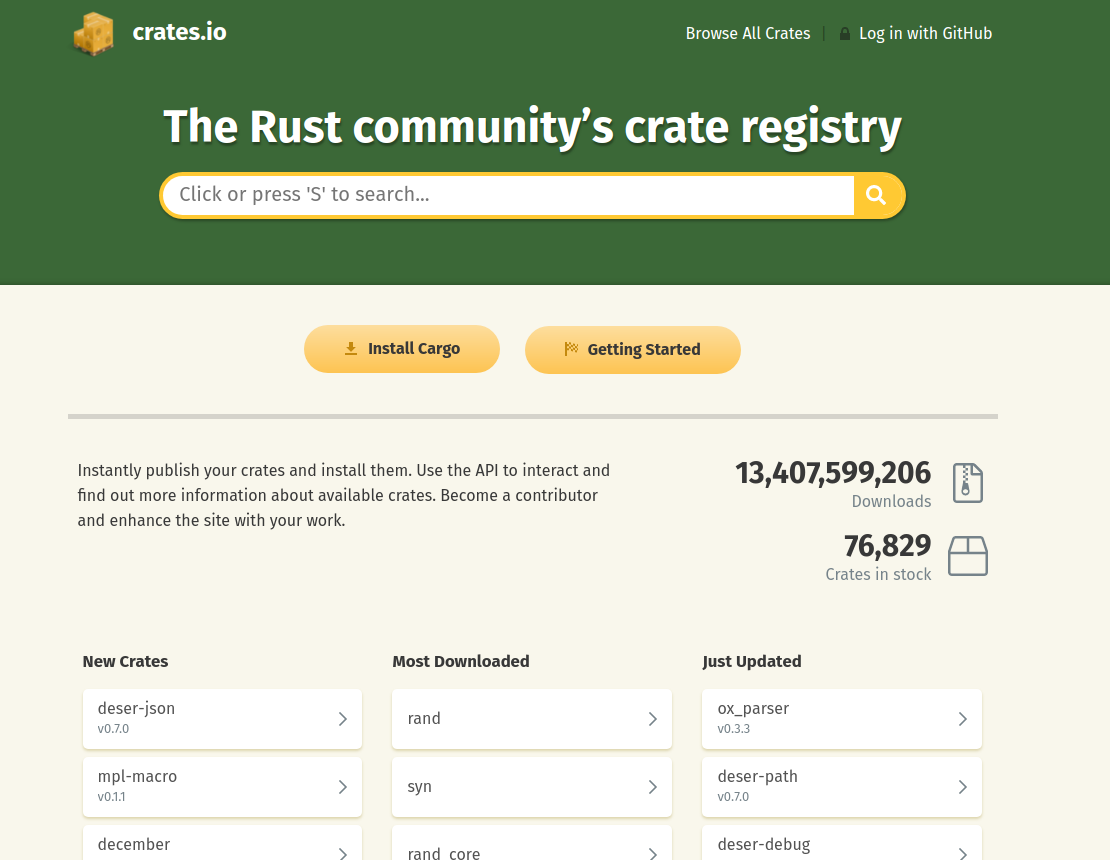 crates.io
Browse All Crates | Log in with GitHub
The Rust community’s crate registry
Click or press 'S' to search...
Install Cargo
Getting Started
Instantly publish your crates and install them. Use the API to interact and
find out more information about available crates. Become a contributor
and enhance the site with your work.
13,407,599,206
Downloads
76,829
Crates in stock
New Crates
deser-json
v0.7.0
mpl-macro
v0.1.1
december
Most Downloaded
rand
syn
rand_core
Just Updated
ox_parser
v0.3.3
deser-path
v0.7.0
deser-debug